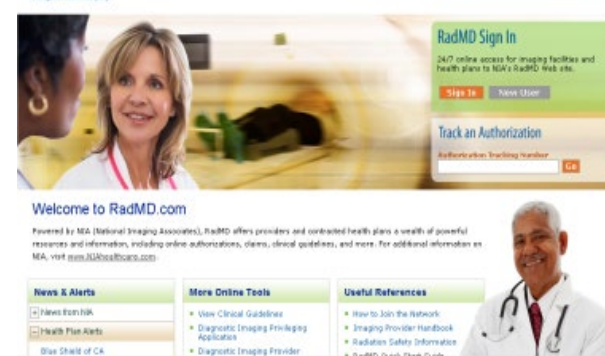 RadMD Sign In
24/7 online access for imaging facilities and
health plans to NIA's RadMD Web site.
Sign In New User
Track an Authorization
Authorization Tracking Number
Go
Welcome to RadMD.com
Powered by NIA (National Imaging Associates), RadMD offers providers and contracted health plans a wealth of powerful
resources and information, including online authorizations, claims, clinical guidelines, and more. For additional information on
NIA, visit www.NIAhealthcare.com.
News & Alerts
News from NIA
Health Plan Alerts
Blue Shield of CA
More Online Tools
View Clinical Guidelines
Diagnostic Imaging Privileging
Application
Diagnostic Imaging Provider
Useful References
How to Join the Network
Imaging Provider Handbook
Radiation Safety Information
RadMD Quick Start Guide